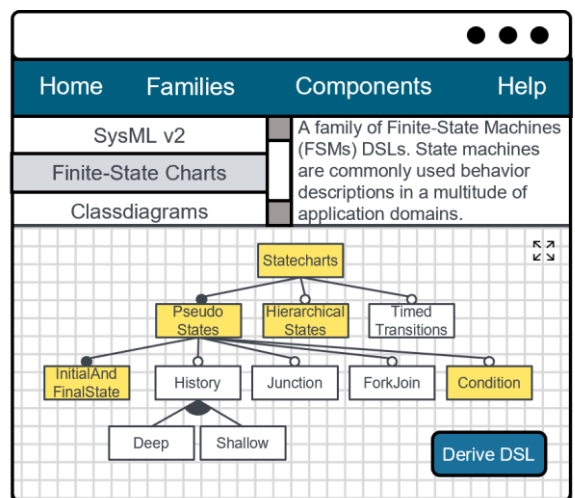 Home Families Components Help
SysML v2
Finite-State Charts
Classdiagrams
A family of Finite-State Machines
(FSMs) DSLs. State machines
are commonly used behavior
descriptions in a multitude of
application domains.
Statecharts
Pseudo
States
Hierarchical
States
Timed
Transitions
InitialAnd
FinalState
History
Junction
ForkJoin
Condition
Deep
Shallow
Derive DSL